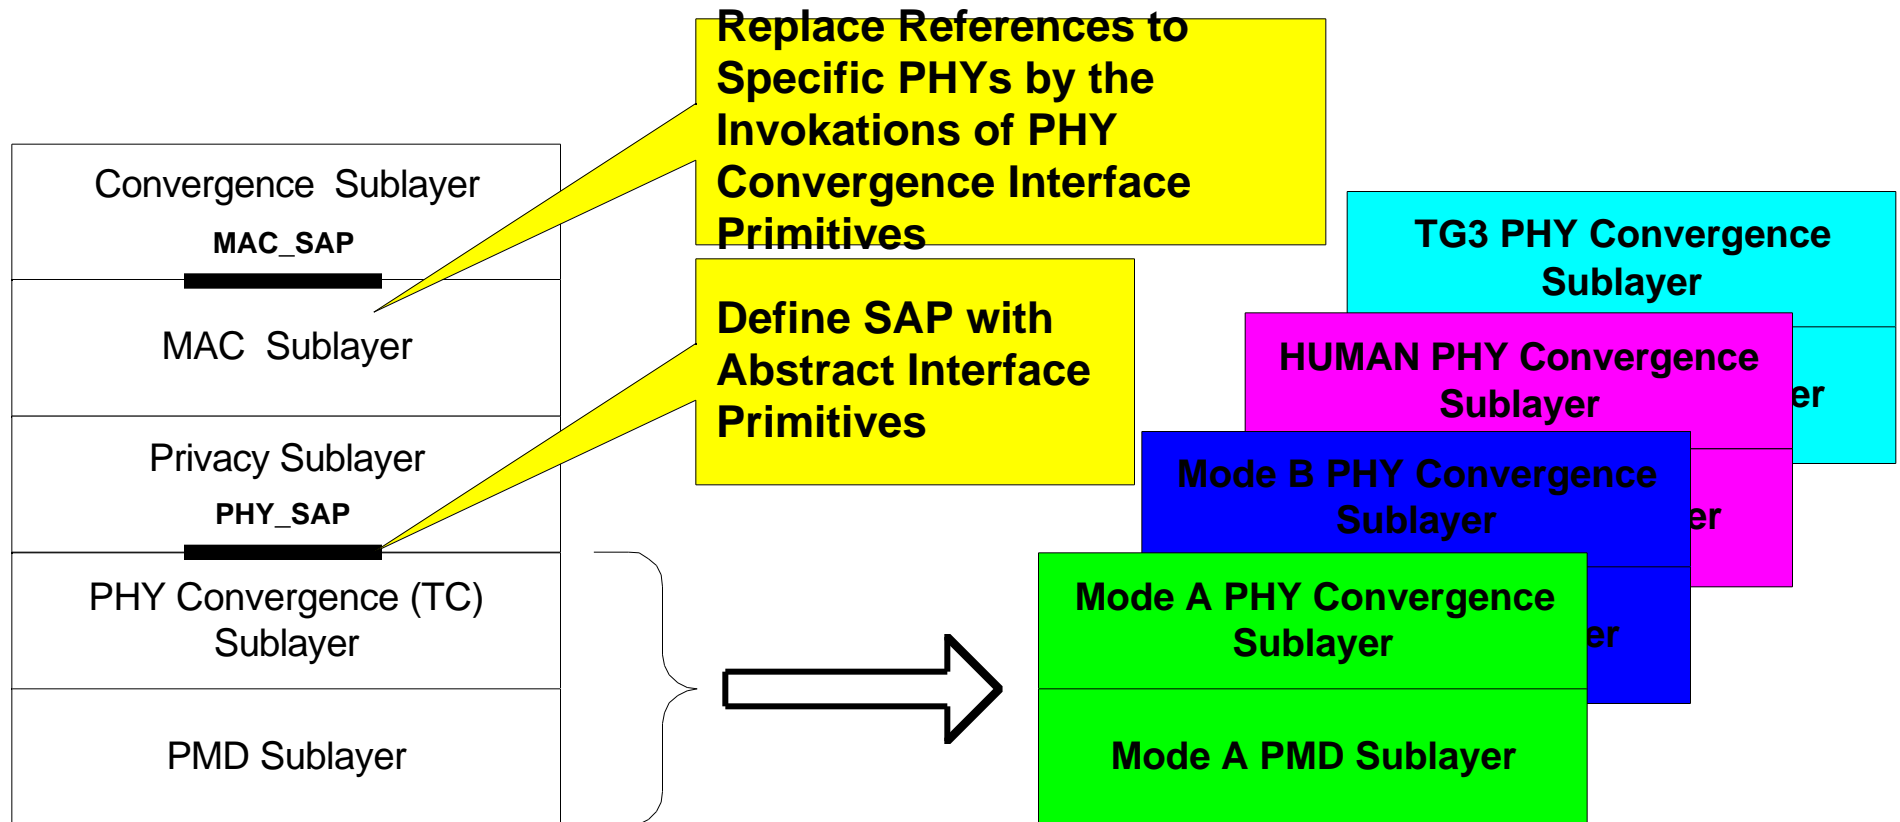 Convergence Sublayer
MAC_SAP
MAC Sublayer
Privacy Sublayer
PHY_SAP
PHY Convergence (TC)
Sublayer
PMD Sublayer
Replace References to
Specific PHYs by the
Invokations of PHY
Convergence Interface
Primitives
Define SAP with
Abstract Interface
Primitives
TG3 PHY Convergence
Sublayer
er
HUMAN PHY Convergence
Sublayer
er
Mode B PHY Convergence
Sublayer
er
Mode A PHY Convergence
Sublayer
Mode A PMD Sublayer